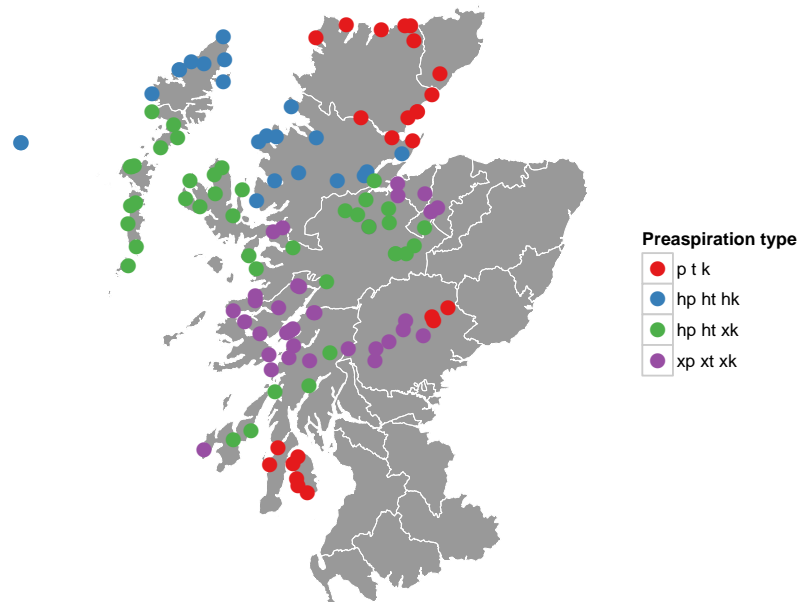 Preaspiration type
p t k
hp ht hk
hp ht xk
xp xt xk